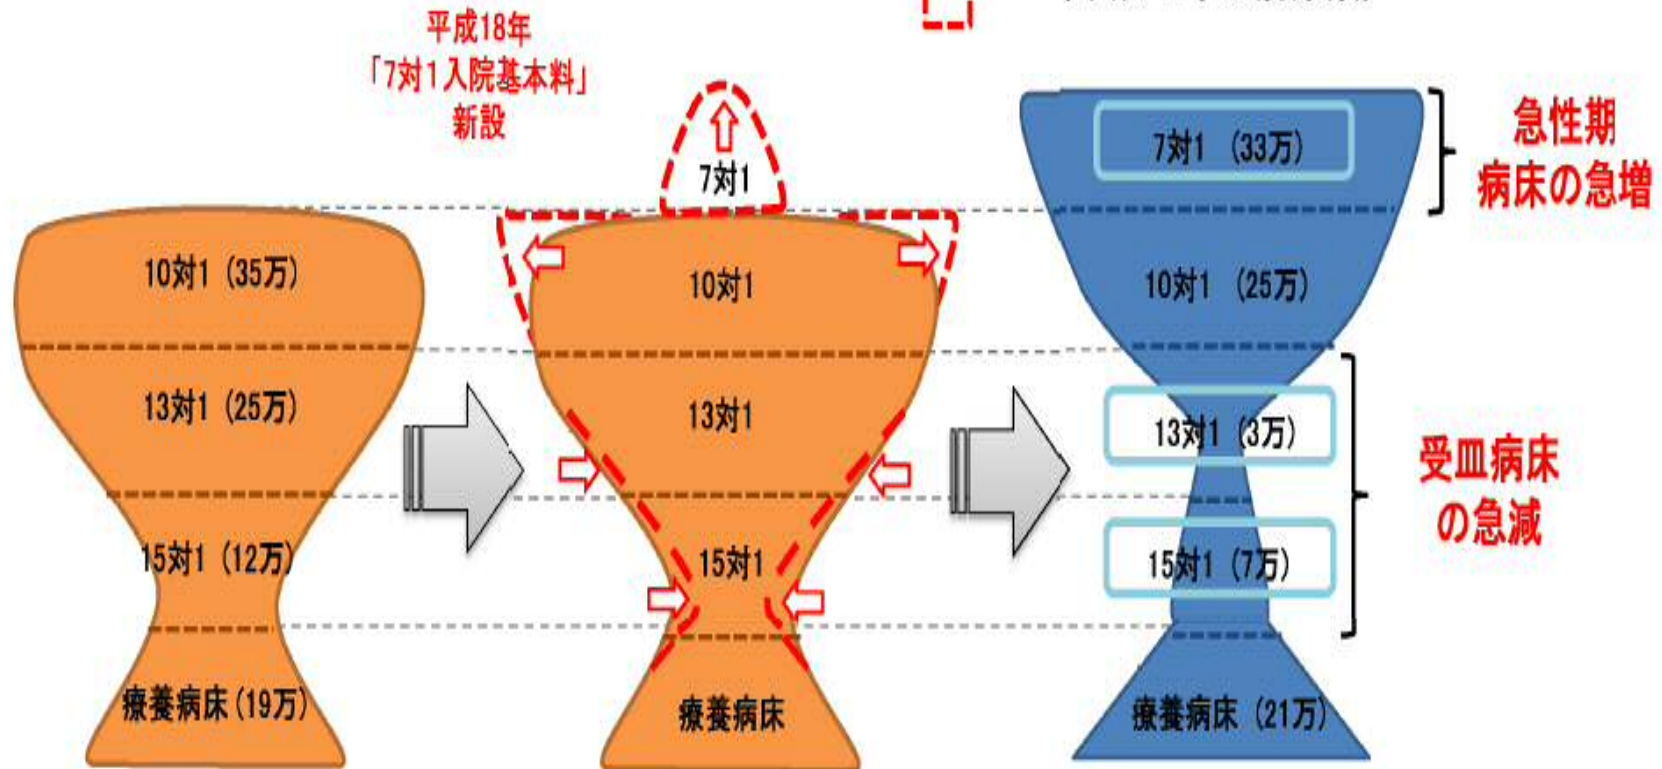 平成18年
「7対1入院基本料」
新設
10対1 (35万)
13対1 (25万)
15対1 (12万)
療養病床 (19万)
7対1
10対1
13対1
15対1
療養病床
7対1 (33万)
10対1 (25万)
13対1 (3万)
15対1 (7万)
療養病床 (21万)
急性期
病床の急増
受皿病床
の急減